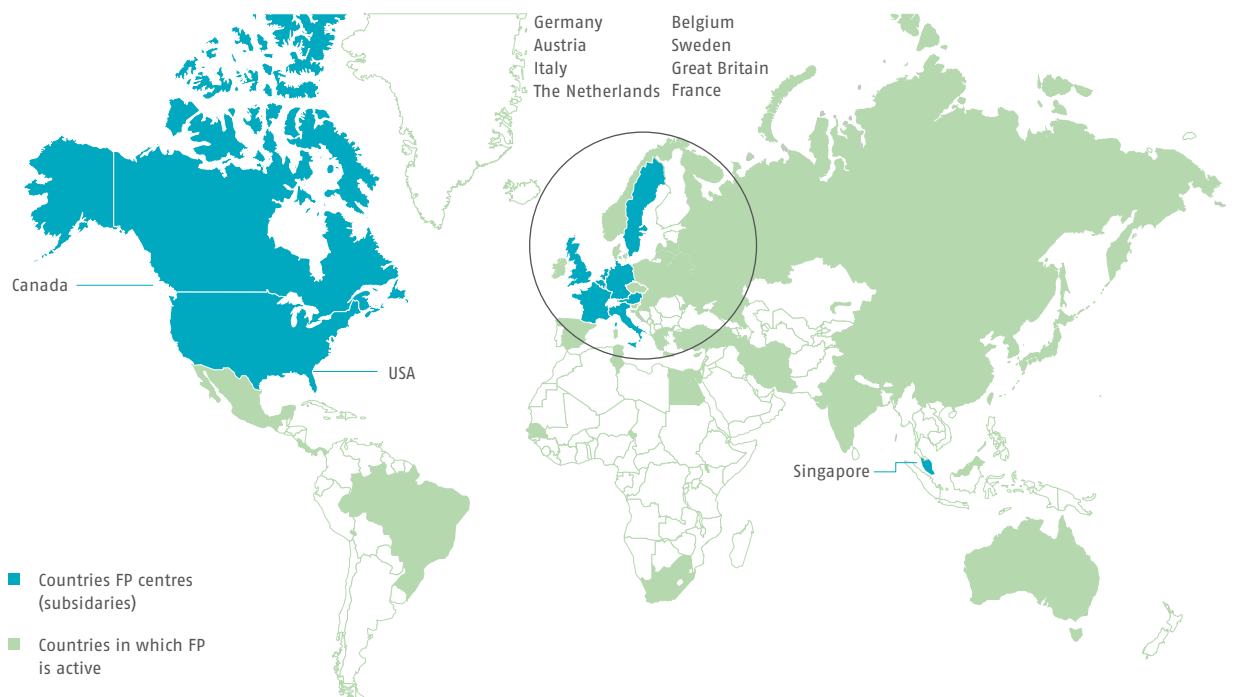 Germany
Austria
Italy
The Netherlands
Belgium
Sweden
Great Britain
France
Canada
USA
Singapore
Countries FP centres
(subsidaries)
Countries in which FP
is active